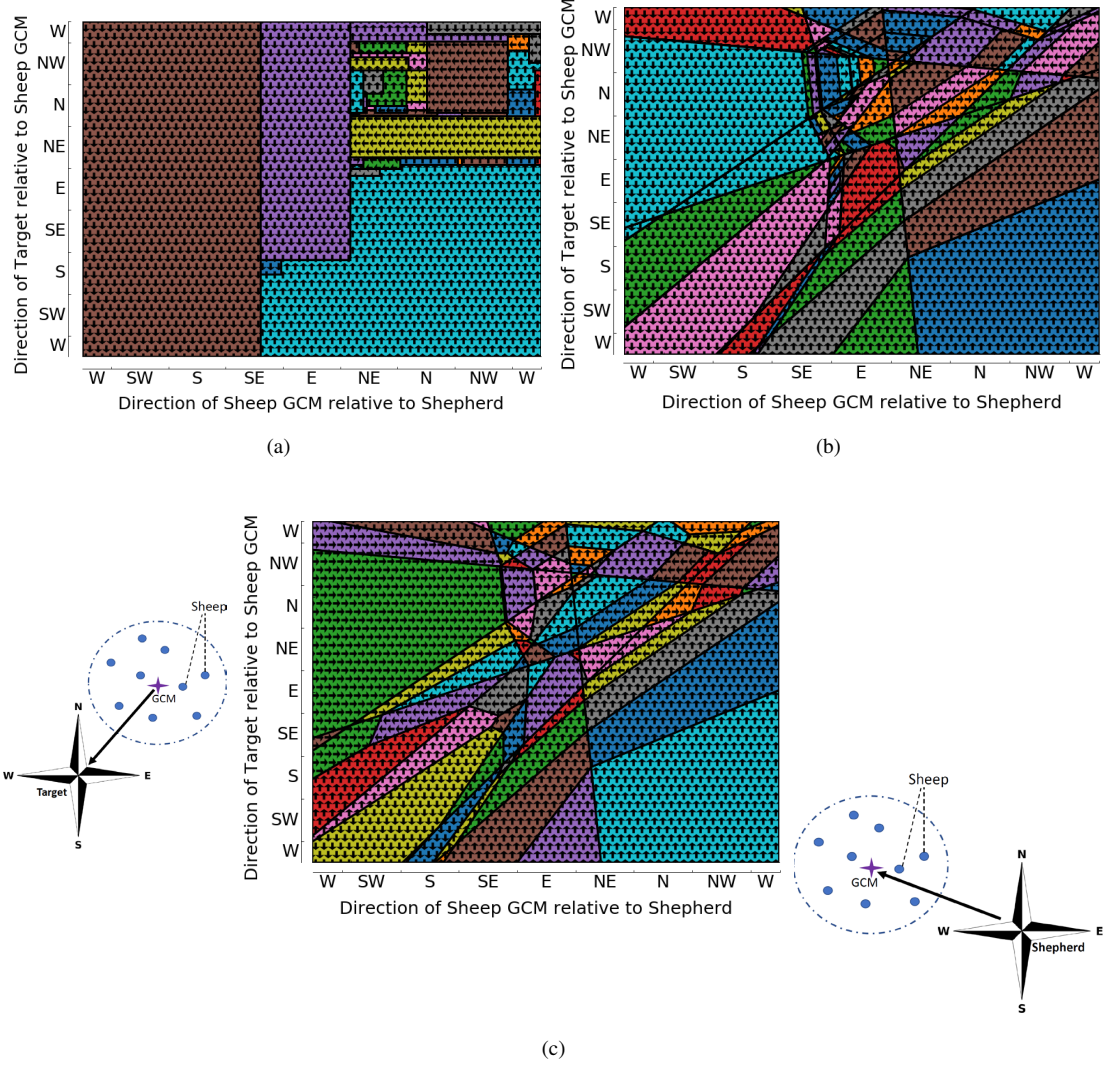 Direction of Target relative to Sheep GCM
W
NW
N
NE
E
SE
S
SW
W
W SW S SE E NE N NW W
Direction of Sheep GCM relative to Shepherd
(a)
Direction of Target relative to Sheep GCM
W
NW
N
NE
E
SE
S
SW
W
W SW S SE E NE N NW W
Direction of Sheep GCM relative to Shepherd
(b)
Sheep
GCM
N
W E
Target
S
Direction of Target relative to Sheep GCM
W
NW
N
NE
E
SE
S
SW
W
W SW S SE E NE N NW W
Direction of Sheep GCM relative to Shepherd
Sheep
GCM
N
W E
Shepherd
S
(c)